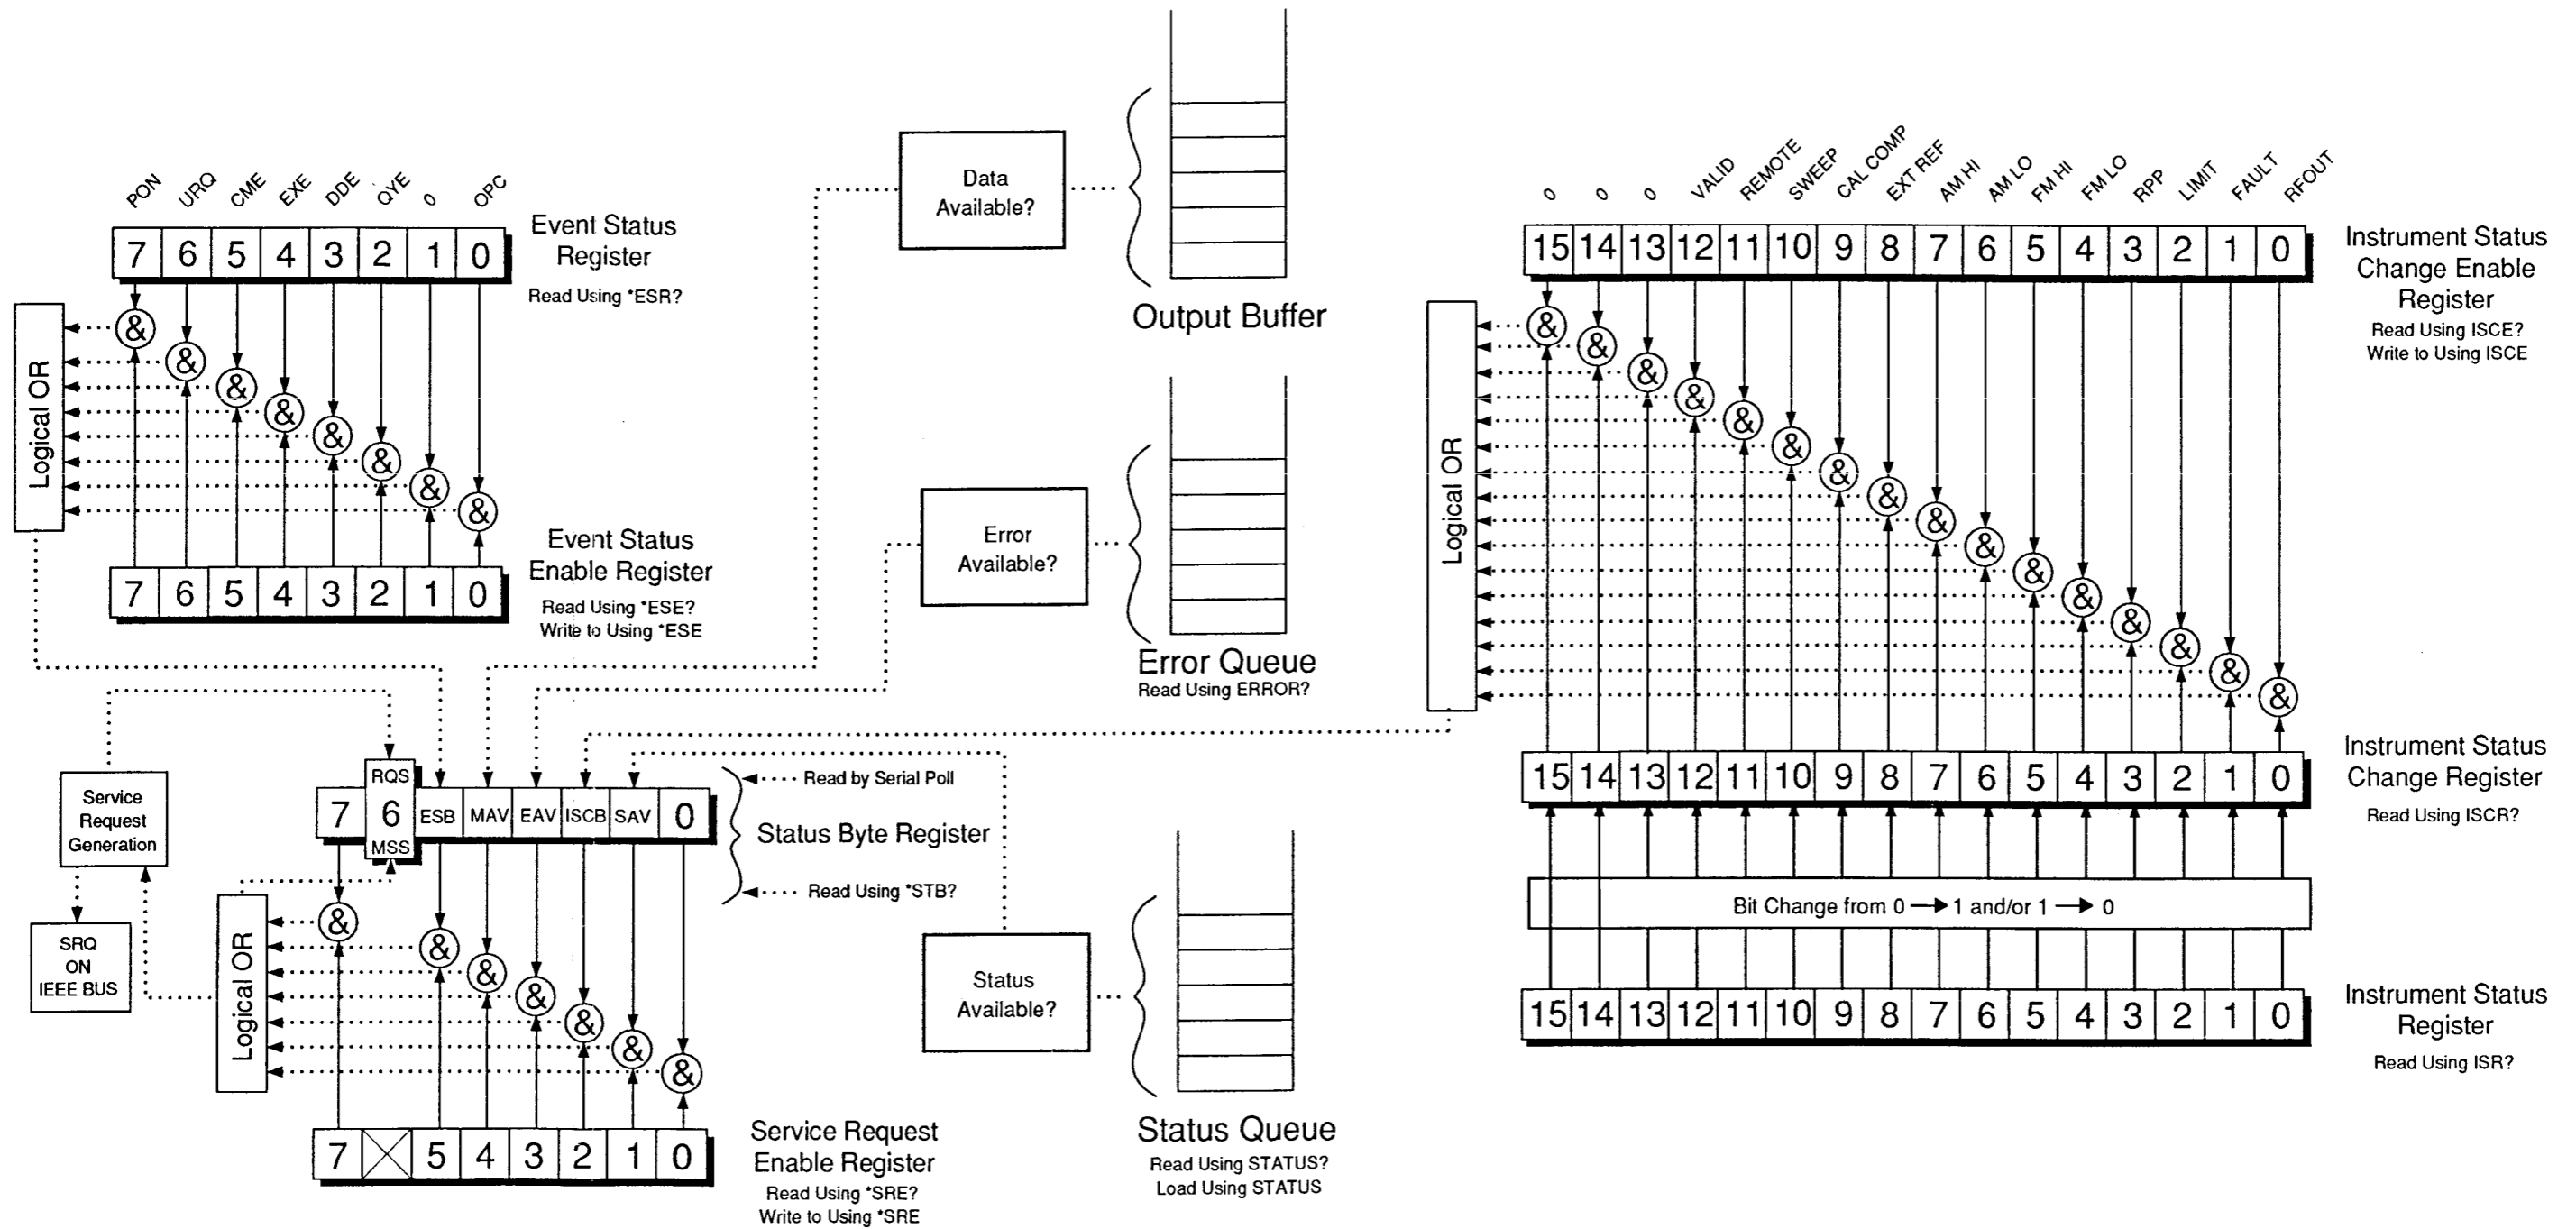 PON URQ CME EXE DDE QYE 0 OPC
7 6 5 4 3 2 1 0
Event Status
Register
Read Using *ESR?
& & & & & & & &
Logical OR
Event Status
Enable Register
7 6 5 4 3 2 1 0
Read Using *ESE?
Write to Using *ESE
Data
Available?
Output Buffer
Error
Available?
Error Queue
Read Using ERROR?
Service
Request
Generation
SRQ
ON
IEEE BUS
RQS
7 6 ESB MAV EAV ISCB SAV 0
MSS
Read by Serial Poll
Status Byte Register
Read Using *STB?
& & & & & & &
Logical OR
7 5 4 3 2 1 0
Service Request
Enable Register
Read Using *SRE?
Write to Using *SRE
Status
Available?
Status Queue
Read Using STATUS?
Load Using STATUS
0 0 0 VALID REMOTE SWEEP CAL COMP EXT REF AM HI AM LO FM HI FM LO RPP LIMIT FAULT RFOUT
15 14 13 12 11 10 9 8 7 6 5 4 3 2 1 0
Instrument Status
Change Enable
Register
Read Using ISCE?
Write to Using ISCE
& & & & & & & & & & & & & & & &
Logical OR
15 14 13 12 11 10 9 8 7 6 5 4 3 2 1 0
Instrument Status
Change Register
Read Using ISCR?
Bit Change from 0 → 1 and/or 1 → 0
15 14 13 12 11 10 9 8 7 6 5 4 3 2 1 0
Instrument Status
Register
Read Using ISR?